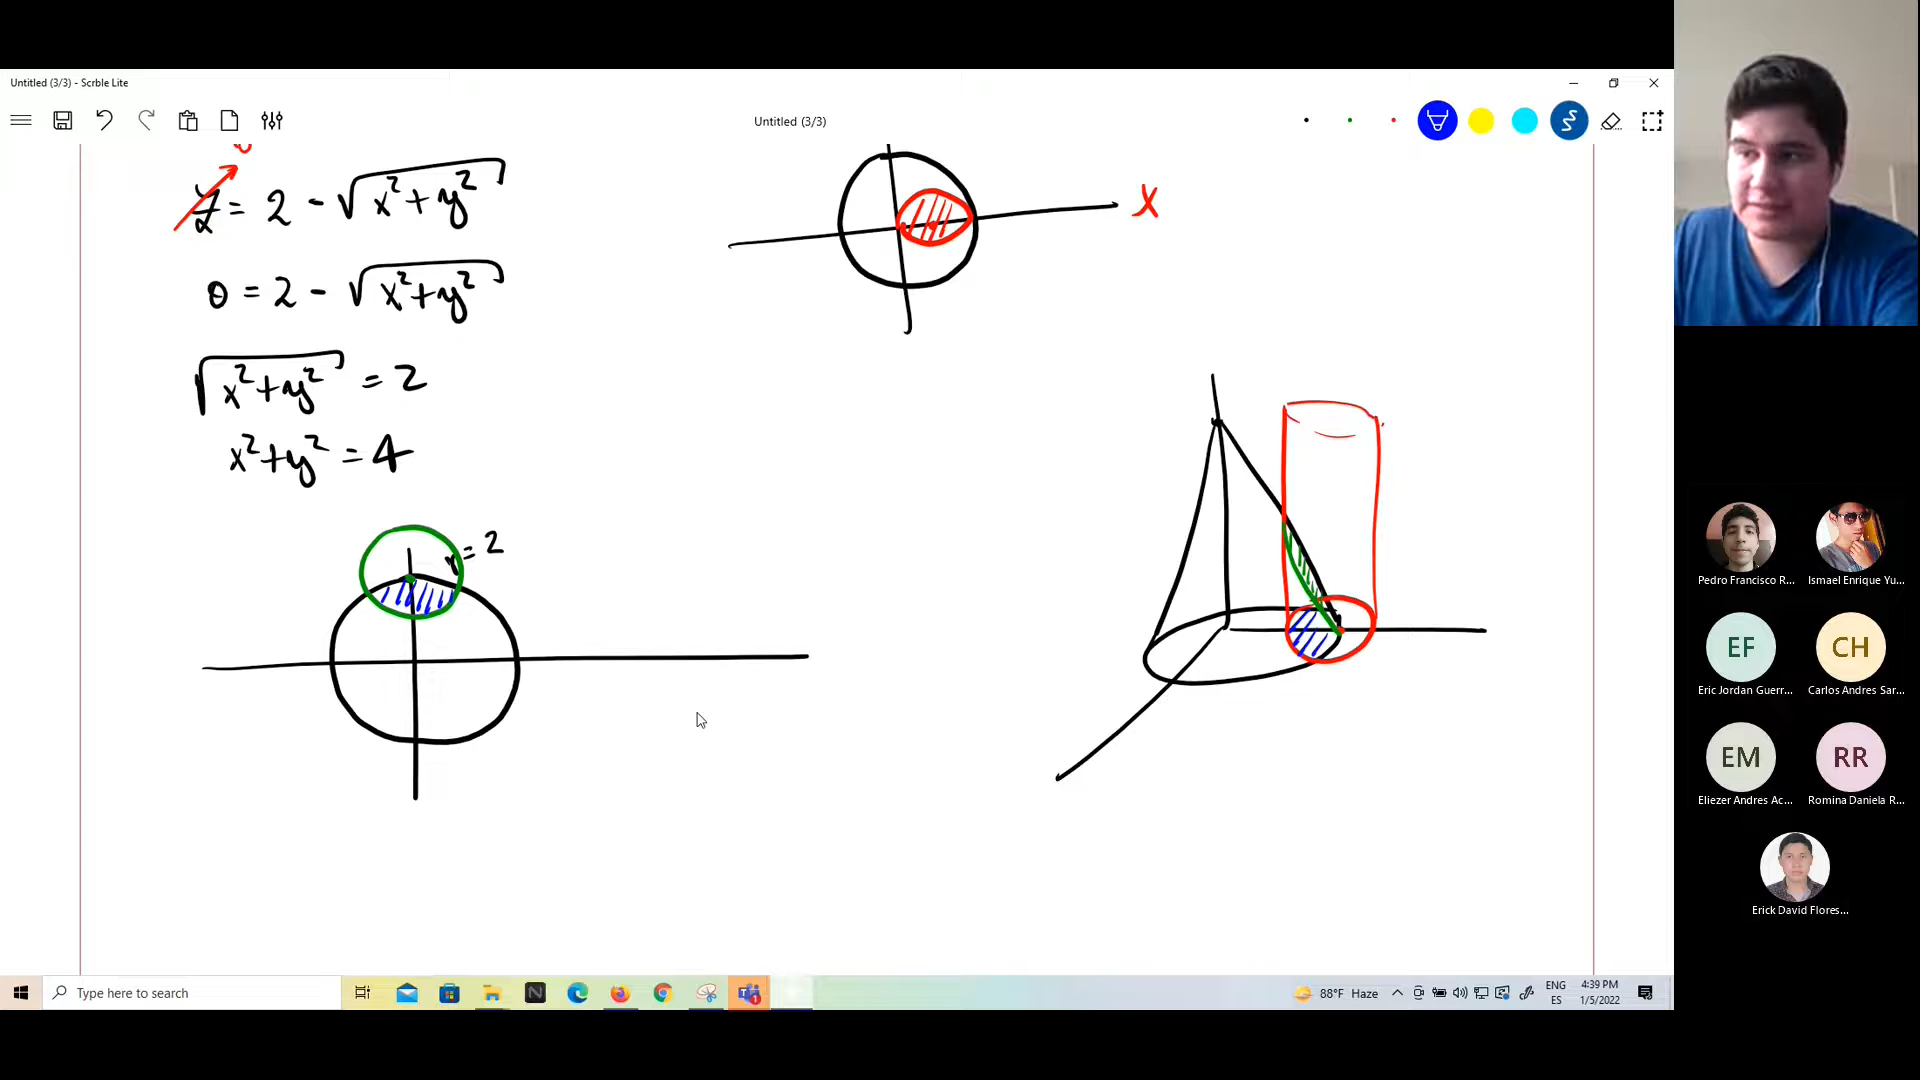 Untitled (3/3) - Scrble Lite
Untitled (3/3)
z = 2 - √x²+y²
X
0 = 2 - √x²+y²
√x²+y² = 2
x²+y² = 4
r = 2
Pedro Francisco R...
Ismael Enrique Yu...
EF
CH
Eric Jordan Guerr...
Carlos Andres Sar...
EM
RR
Eliezer Andres Ac...
Romina Daniela R...
Erick David Flores...
Type here to search
88°F Haze
ENG
ES
4:39 PM
1/5/2022